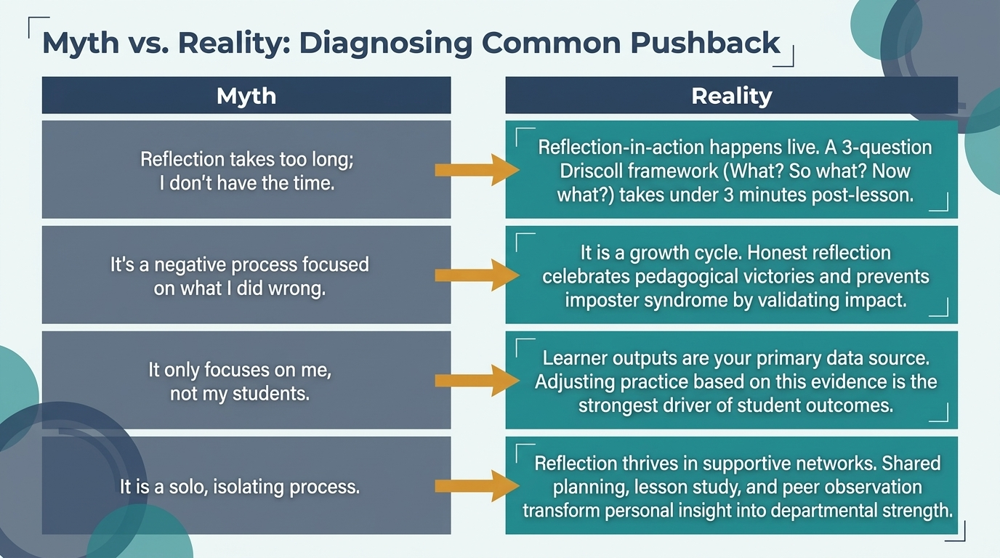 Myth vs. Reality: Diagnosing Common Pushback
Myth
Reality
Reflection takes too long;
I don't have the time.
Reflection-in-action happens live. A 3-question
Driscoll framework (What? So what? Now
what?) takes under 3 minutes post-lesson.
It's a negative process focused
on what I did wrong.
It is a growth cycle. Honest reflection
celebrates pedagogical victories and prevents
imposter syndrome by validating impact.
It only focuses on me,
not my students.
Learner outputs are your primary data source.
Adjusting practice based on this evidence is the
strongest driver of student outcomes.
It is a solo, isolating process.
Reflection thrives in supportive networks. Shared
planning, lesson study, and peer observation
transform personal insight into departmental strength.